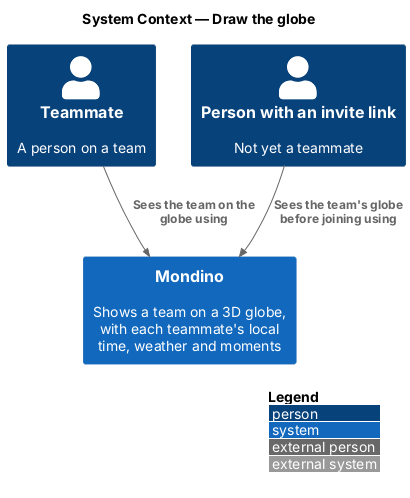 System Context — Draw the globe
Teammate
A person on a team
Person with an invite link
Not yet a teammate
Sees the team on the
globe using
Sees the team's globe
before joining using
Mondino
Shows a team on a 3D globe,
with each teammate's local
time, weather and moments
Legend
person
system
external person
external system